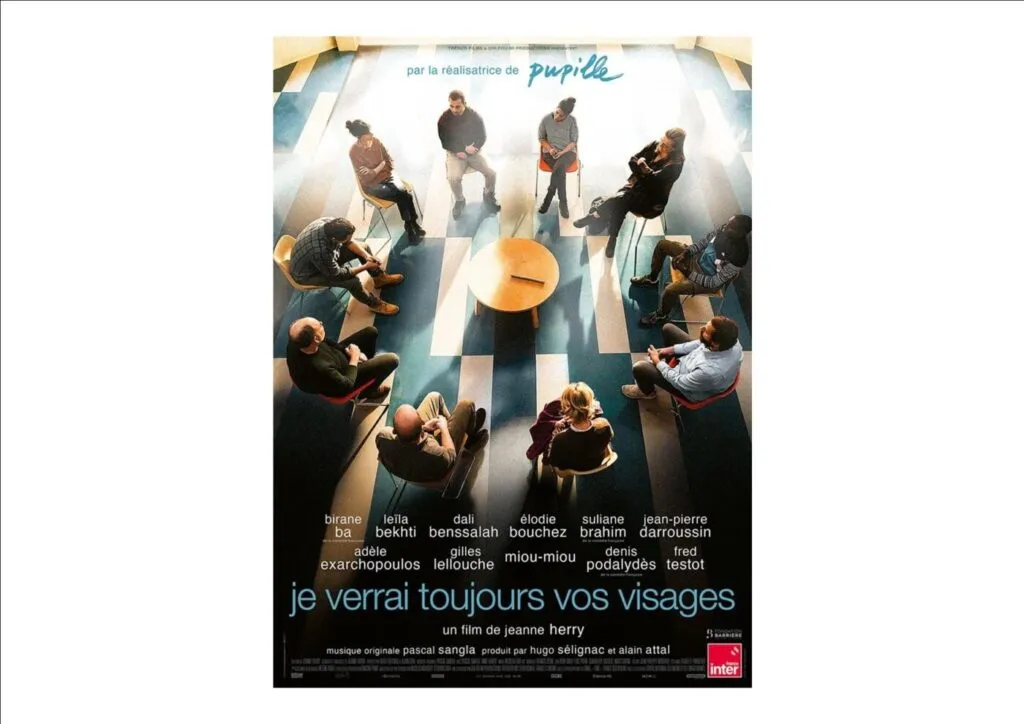 par la réalisatrice de pupille
birane leïla dali élodie suliane jean-pierre
ba bekhti benssalah bouchez brahim darroussin
adèle gilles miou-miou denis fred
exarchopoulos lellouche podalydès testot
je verrai toujours vos visages
un film de jeanne herry
musique originale pascal sangla produit par hugo sélignac et alain attal
BARRIERE
france
inter